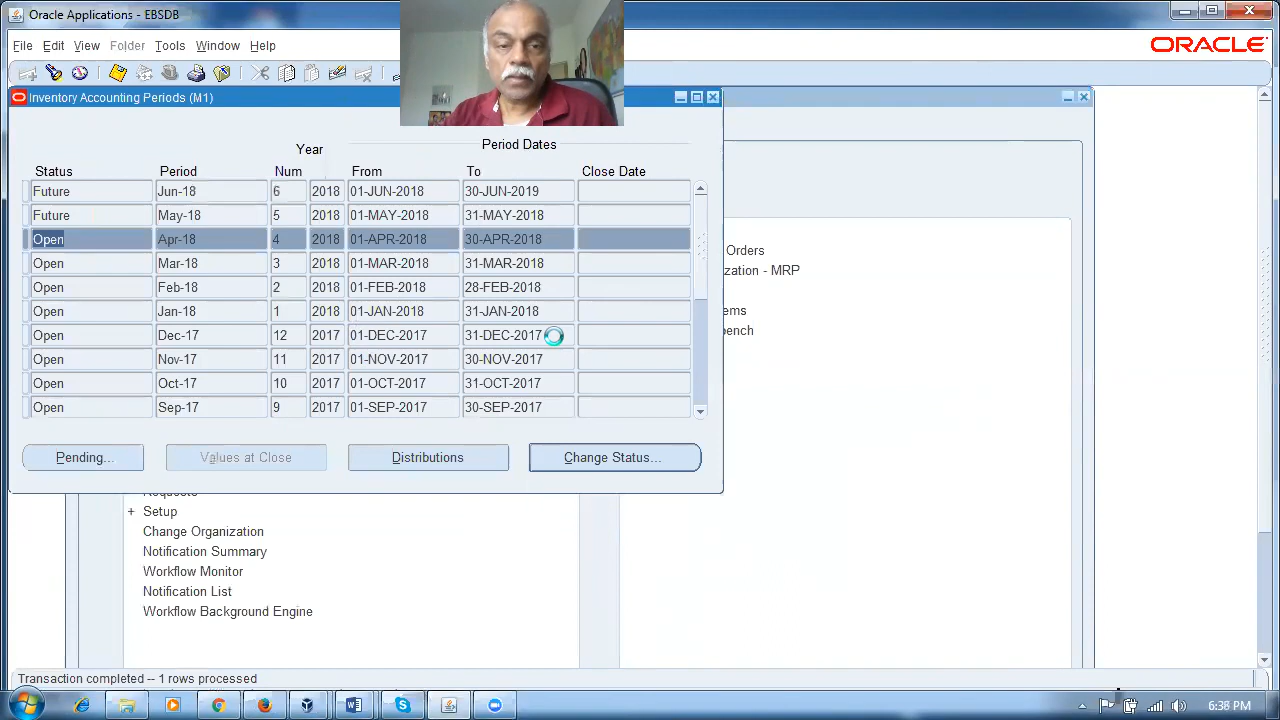 Oracle Applications - EBSDB
File Edit View Folder Tools Window Help
ORACLE
Inventory Accounting Periods (M1)
Year Period Dates
Status Period Num From To Close Date
Future Jun-18 6 2018 01-JUN-2018 30-JUN-2019
Future May-18 5 2018 01-MAY-2018 31-MAY-2018
Open Apr-18 4 2018 01-APR-2018 30-APR-2018
Open Mar-18 3 2018 01-MAR-2018 31-MAR-2018
Open Feb-18 2 2018 01-FEB-2018 28-FEB-2018
Open Jan-18 1 2018 01-JAN-2018 31-JAN-2018
Open Dec-17 12 2017 01-DEC-2017 31-DEC-2017
Open Nov-17 11 2017 01-NOV-2017 30-NOV-2017
Open Oct-17 10 2017 01-OCT-2017 31-OCT-2017
Open Sep-17 9 2017 01-SEP-2017 30-SEP-2017
Pending... Values at Close Distributions Change Status...
Orders
zation - MRP
ems
bench
Requests
+ Setup
Change Organization
Notification Summary
Workflow Monitor
Notification List
Workflow Background Engine
Transaction completed -- 1 rows processed
6:38 PM